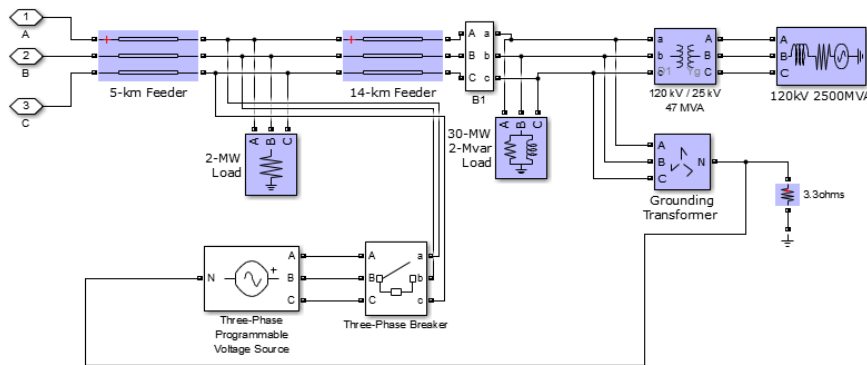 1
A
2
B
3
C
5-km Feeder
14-km Feeder
A a
B b
C c
B1
a A
b B
c C
D1 Yg
120 kV / 25 kV
47 MVA
A
B
C
120kV 2500MVA
A B C
2-MW
Load
A B C
30-MW
2-Mvar
Load
A
B
C
N
Grounding
Transformer
3.3ohms
N
A
B
C
Three-Phase
Programmable
Voltage Source
A a
B b
C c
Three-Phase Breaker